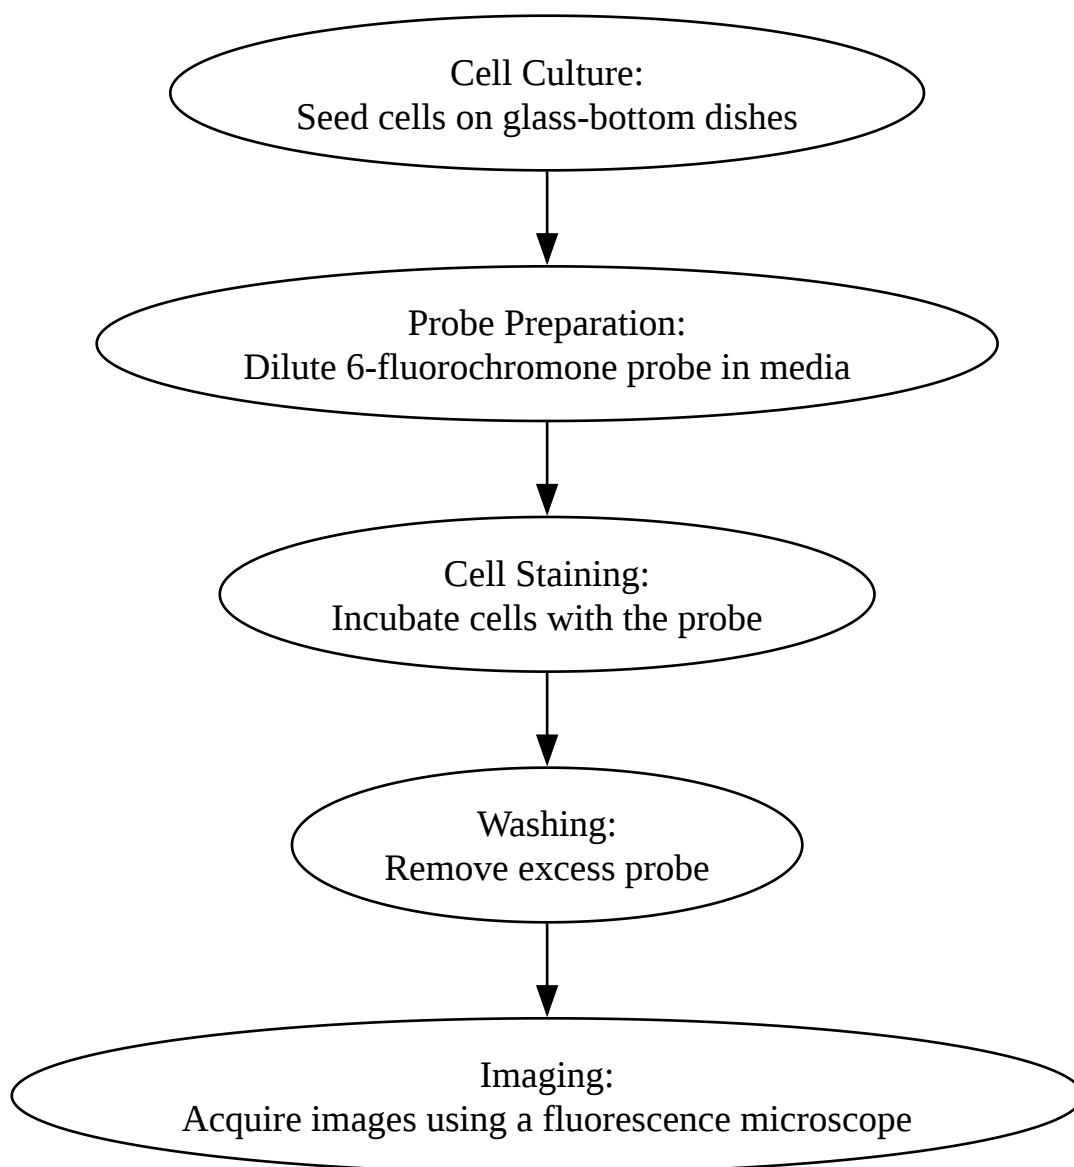 Cell Culture:
Seed cells on glass-bottom dishes
Probe Preparation:
Dilute 6-fluorochromone probe in media
Cell Staining:
Incubate cells with the probe
Washing:
Remove excess probe
Imaging:
Acquire images using a fluorescence microscope